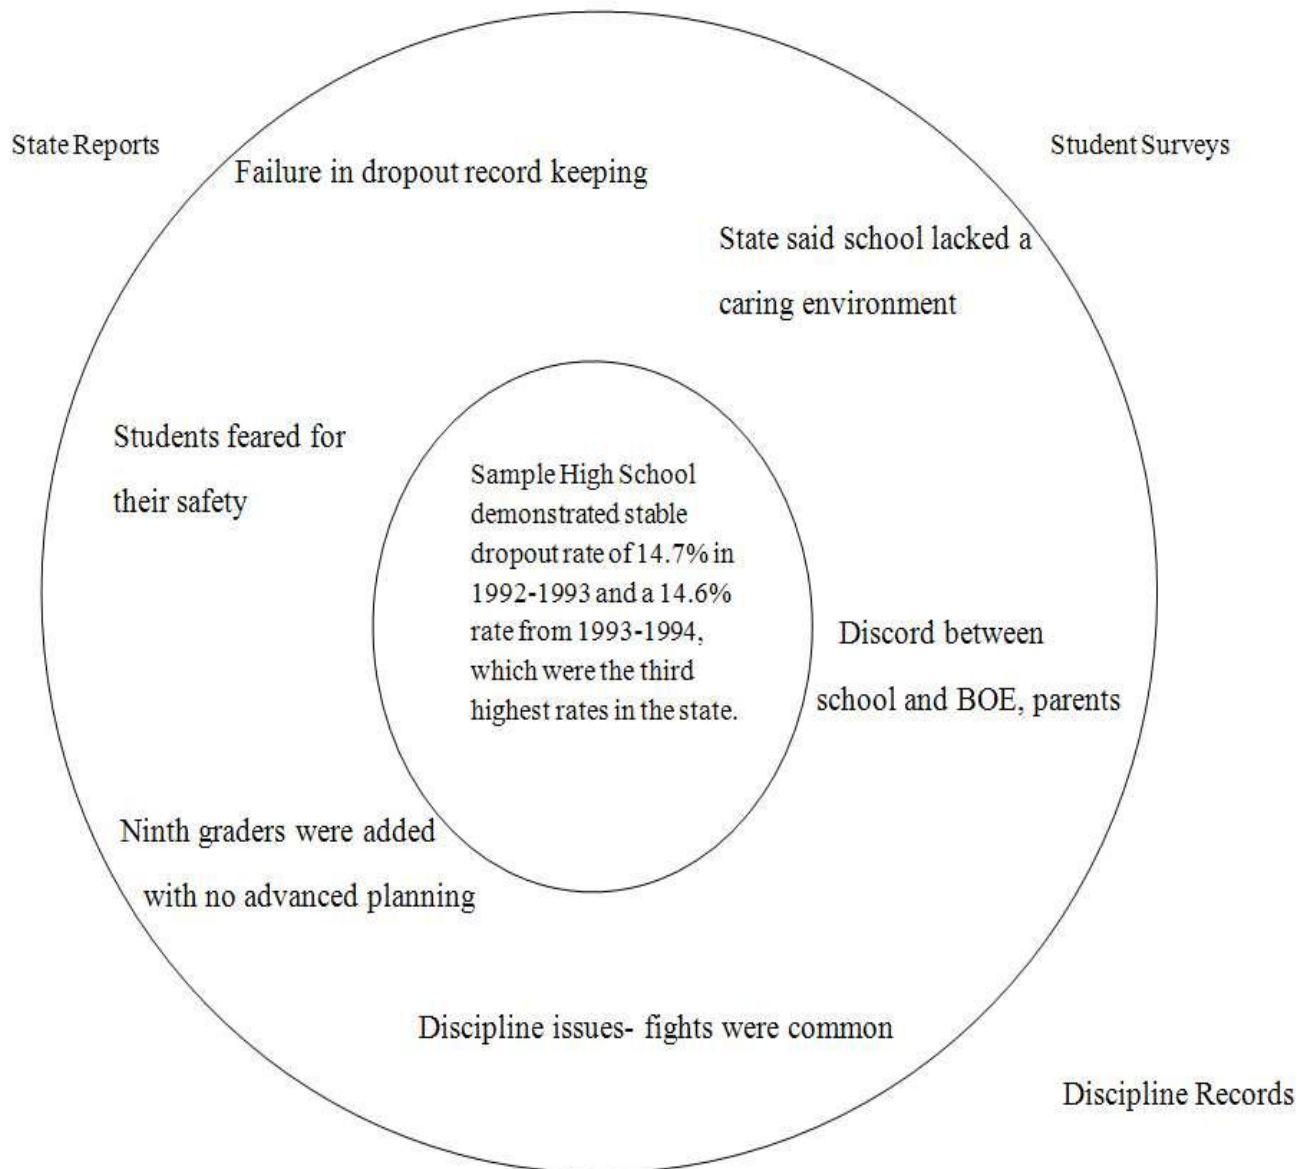 State Reports
Student Surveys
Failure in dropout record keeping
State said school lacked a
caring environment
Students feared for
their safety
Sample High School
demonstrated stable
dropout rate of 14.7% in
1992-1993 and a 14.6%
rate from 1993-1994,
which were the third
highest rates in the state.
Discord between
school and BOE, parents
Ninth graders were added
with no advanced planning
Discipline issues- fights were common
Discipline Records